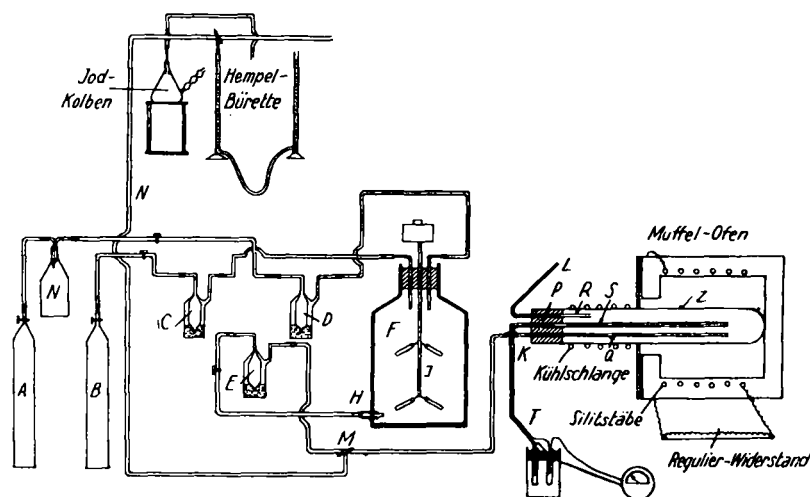 Jod-
Kolben
Hempel-
Bürette
N
N
A
B
C
D
E
F
J
H
M
Muffel-Ofen
L
P
R
S
Z
K
a
Kühlschlange
Silitstäbe
T
Regulier-Widerstand